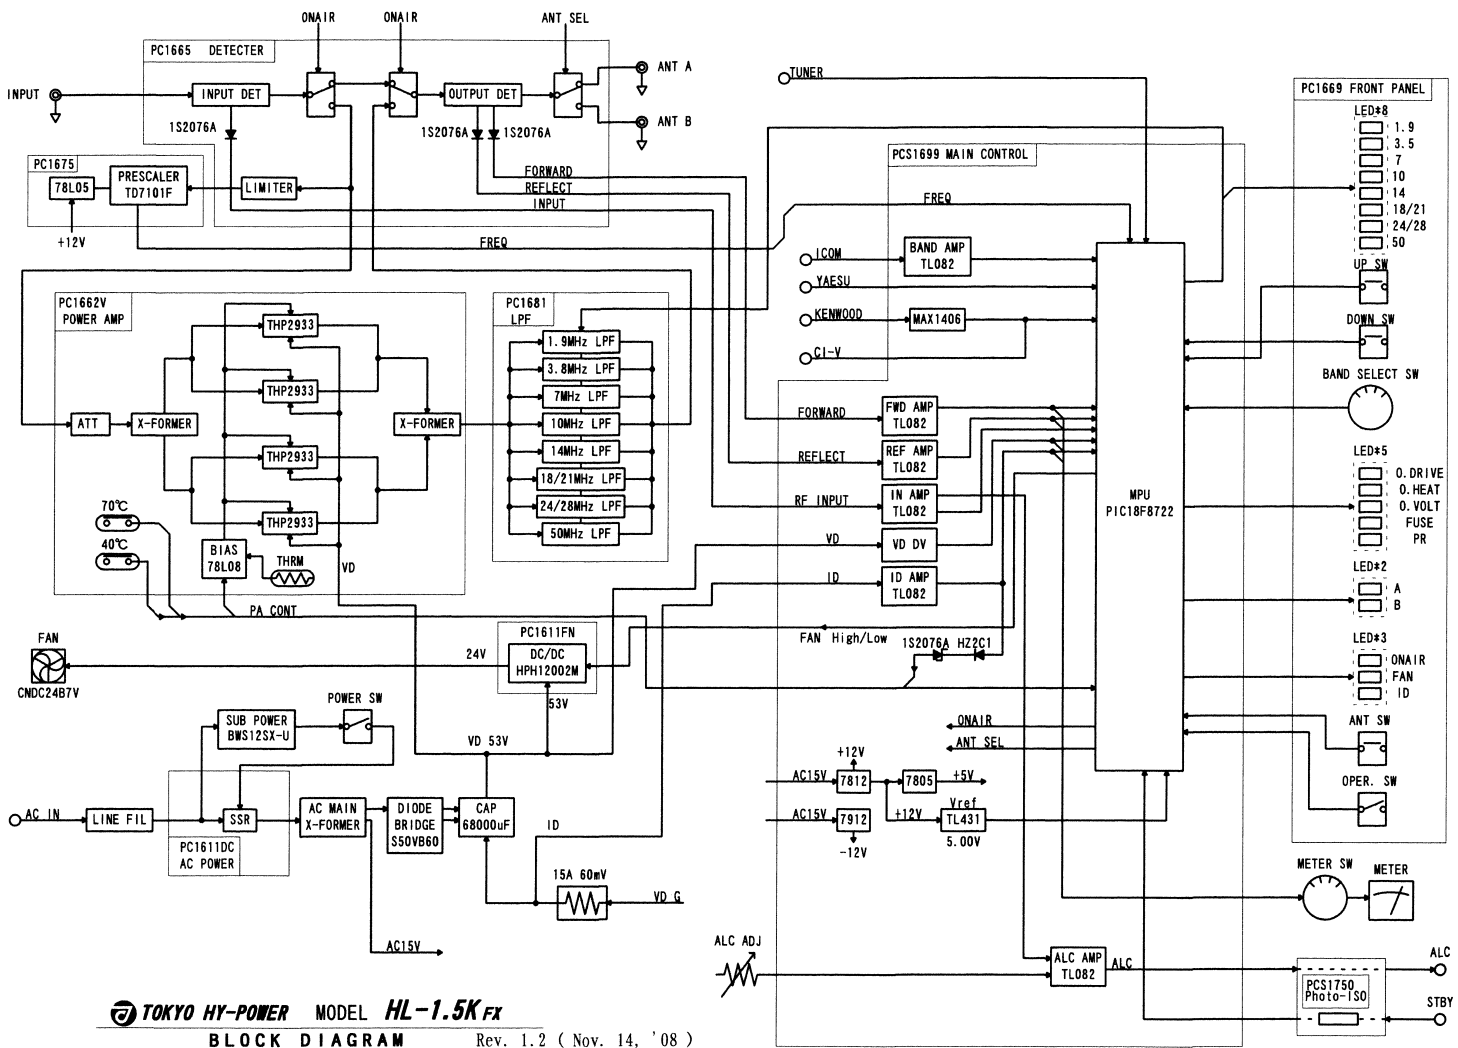 ONAIR
ONAIR
ANT SEL
PC1665 DETECTER
INPUT
INPUT DET
OUTPUT DET
ANT A
ANT B
1S2076A
1S2076A
1S2076A
PC1675
78L05
PRESCALER
TD7101F
LIMITER
+12V
FORWARD
REFLECT
INPUT
FREQ
TUNER
PCS1699 MAIN CONTROL
FREQ
ICOM
BAND AMP
TL082
YAESU
KENWOOD
MAX1406
CI-V
MPU
PIC18F8722
PC1669 FRONT PANEL
LED*8
1.9
3.5
7
10
14
18/21
24/28
50
UP SW
DOWN SW
BAND SELECT SW
LED*5
O.DRIVE
O.HEAT
O.VOLT
FUSE
PR
LED*2
A
B
LED*3
ONAIR
FAN
ID
ANT SW
OPER. SW
METER SW
METER
PC1662V
POWER AMP
THP2933
THP2933
THP2933
THP2933
ATT
X-FORMER
X-FORMER
70℃
40℃
BIAS
78L08
THRM
VD
PA CONT
PC1681
LPF
1.9MHz LPF
3.8MHz LPF
7MHz LPF
10MHz LPF
14MHz LPF
18/21MHz LPF
24/28MHz LPF
50MHz LPF
FORWARD
FWD AMP
TL082
REFLECT
REF AMP
TL082
RF INPUT
IN AMP
TL082
VD
VD DV
ID
ID AMP
TL082
FAN High/Low
1S2076A HZ2C1
FAN
CNDC24B7V
24V
PC1611FN
DC/DC
HPH12002M
53V
POWER SW
SUB POWER
BWS12SX-U
VD 53V
ONAIR
ANT SEL
AC IN
LINE FIL
SSR
PC1611DC
AC POWER
AC MAIN
X-FORMER
DIODE
BRIDGE
S50VB60
CAP
68000uF
ID
15A 60mV
VD G
AC15V
+12V
AC15V
7812
7805
+5V
AC15V
7912
-12V
+12V
Vref
TL431
5.00V
ALC ADJ
ALC AMP
TL082
ALC
PCS1750
Photo-ISO
ALC
STBY
TOKYO HY-POWER MODEL HL-1.5K FX
BLOCK DIAGRAM Rev. 1.2 ( Nov. 14, '08 )